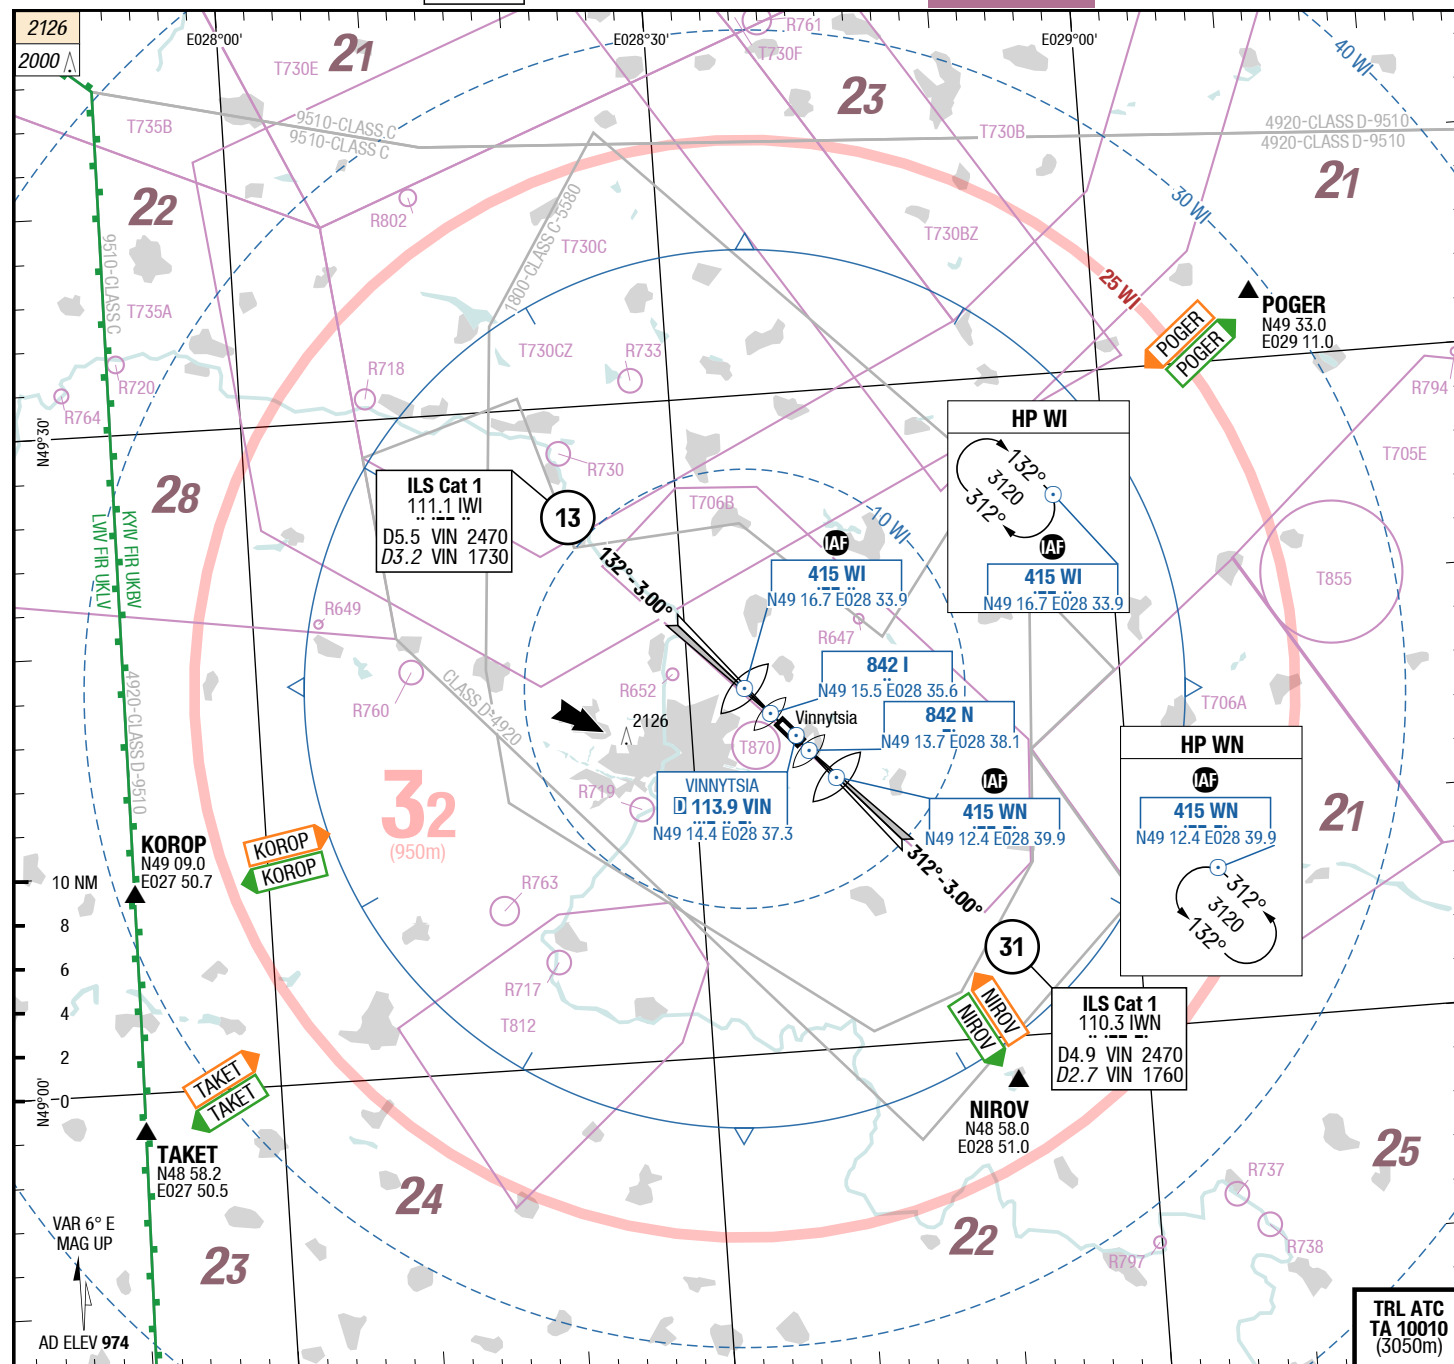 2126
2000
E028°00'
E028°30'
E029°00'
R761
T730F
T730E
21
23
40 WI
T735B
9510-CLASS C
9510-CLASS C
T730B
4920-CLASS D-9510
4920-CLASS D-9510
22
R802
T730C
1800-CLASS C-5580
T730BZ
30 WI
21
9510-CLASS C
T735A
25 WI
POGER
N49 33.0
E029 11.0
POGER
POGER
T730CZ
R733
R718
R720
R764
R794
N49°30'
HP WI
132°
3120
312°
IAF
415 WI
N49 16.7 E028 33.9
T705E
28
ILS Cat 1
111.1 IWI
D5.5 VIN 2470
D3.2 VIN 1730
13
R730
T706B
10 WI
LVIV FIR UKLV
KYIV FIR UKBV
132°-3.00°
IAF
415 WI
N49 16.7 E028 33.9
T855
R649
R647
842 I
N49 15.5 E028 35.6
R652
R760
CLASS D-4920
4920-CLASS D-9510
2126
Vinnytsia
842 N
N49 13.7 E028 38.1
T706A
T870
HP WN
IAF
415 WN
N49 12.4 E028 39.9
312°
3120
132°
32
(950m)
R719
VINNYTSIA
D 113.9 VIN
N49 14.4 E028 37.3
IAF
415 WN
N49 12.4 E028 39.9
21
KOROP
N49 09.0
E027 50.7
KOROP
KOROP
312°-3.00°
10 NM
8
6
4
2
0
R763
31
R717
T812
NIROV
NIROV
ILS Cat 1
110.3 IWN
D4.9 VIN 2470
D2.7 VIN 1760
TAKET
TAKET
N49°00'
NIROV
N48 58.0
E028 51.0
TAKET
N48 58.2
E027 50.5
25
24
R737
22
R738
R797
23
VAR 6° E
MAG UP
AD ELEV 974
TRL ATC
TA 10010
(3050m)